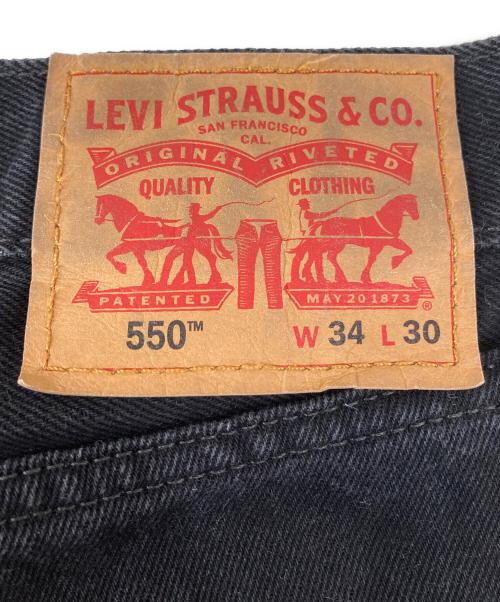 LEVI STRAUSS & CO.
SAN FRANCISCO
CAL.
ORIGINAL RIVETED
QUALITY CLOTHING
PATENTED MAY 20 1873 ®
550™ W 34 L 30